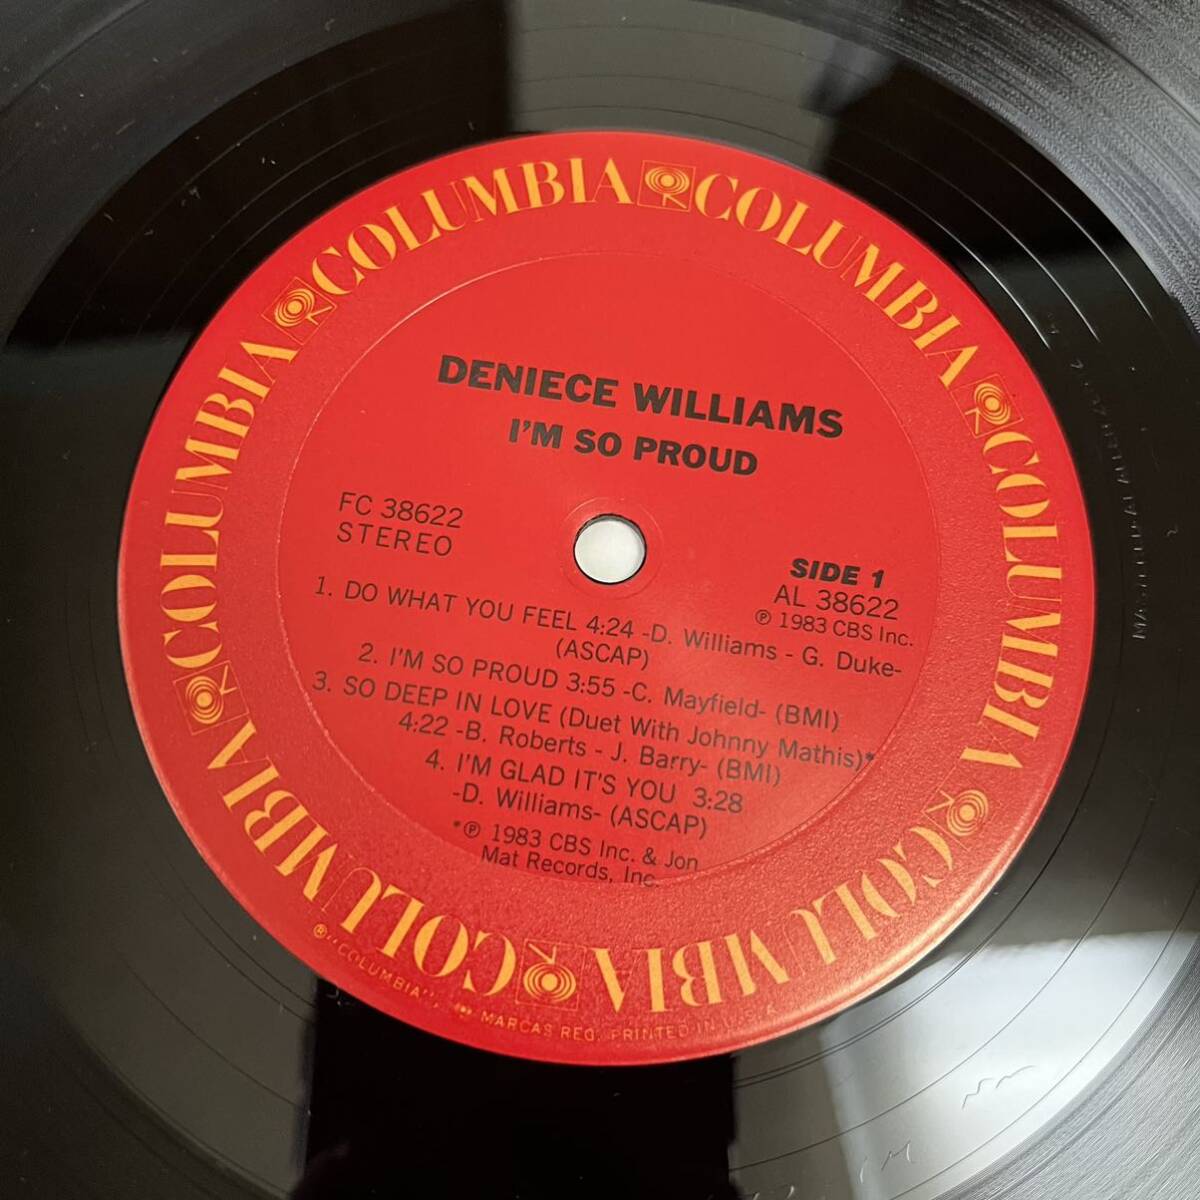 COLUMBIA COLUMBIA COLUMBIA COLUMBIA COLUMBIA COLUMBIA
DENIECE WILLIAMS
I'M SO PROUD
FC 38622
STEREO
SIDE 1
AL 38622
℗ 1983 CBS Inc.
1. DO WHAT YOU FEEL 4:24 -D. Williams - G. Duke-
(ASCAP)
2. I'M SO PROUD 3:55 -C. Mayfield- (BMI)
3. SO DEEP IN LOVE (Duet With Johnny Mathis)*
4:22 -B. Roberts - J. Barry- (BMI)
4. I'M GLAD IT'S YOU 3:28
-D. Williams- (ASCAP)
*℗ 1983 CBS Inc. & Jon
Mat Records, Inc.
® "COLUMBIA", MARCAS REG. PRINTED IN U.S.A.